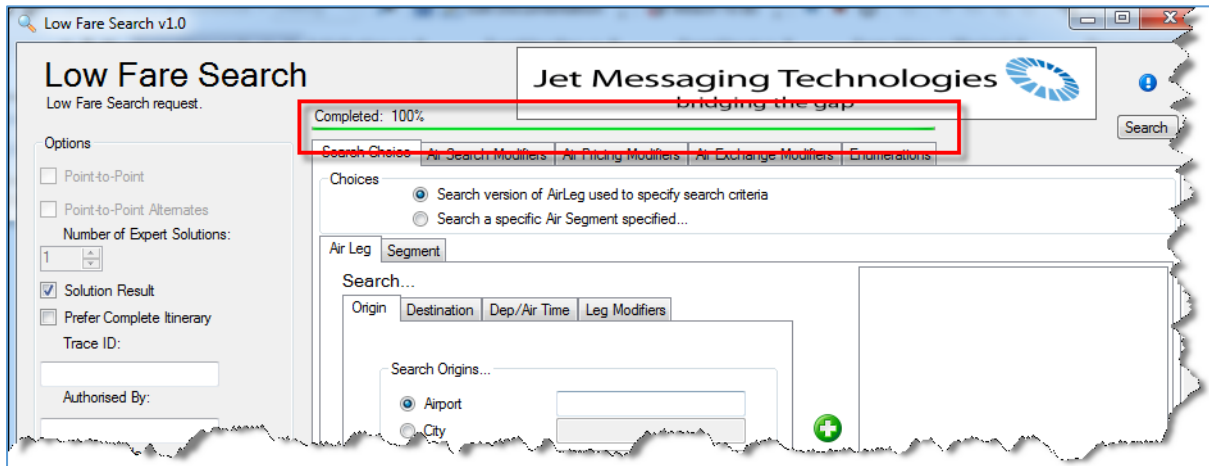 Low Fare Search v1.0
Low Fare Search
Low Fare Search request.
Jet Messaging Technologies
bridging the gap
Completed: 100%
Search
Options
Point-to-Point
Point-to-Point Alternates
Number of Expert Solutions:
1
Solution Result
Prefer Complete Itinerary
Trace ID:
Authorised By:
Search Choice Air Search Modifiers Air Pricing Modifiers Air Exchange Modifiers Enumerations
Choices
Search version of AirLeg used to specify search criteria
Search a specific Air Segment specified...
Air Leg Segment
Search...
Origin Destination Dep/Air Time Leg Modifiers
Search Origins...
Airport
City